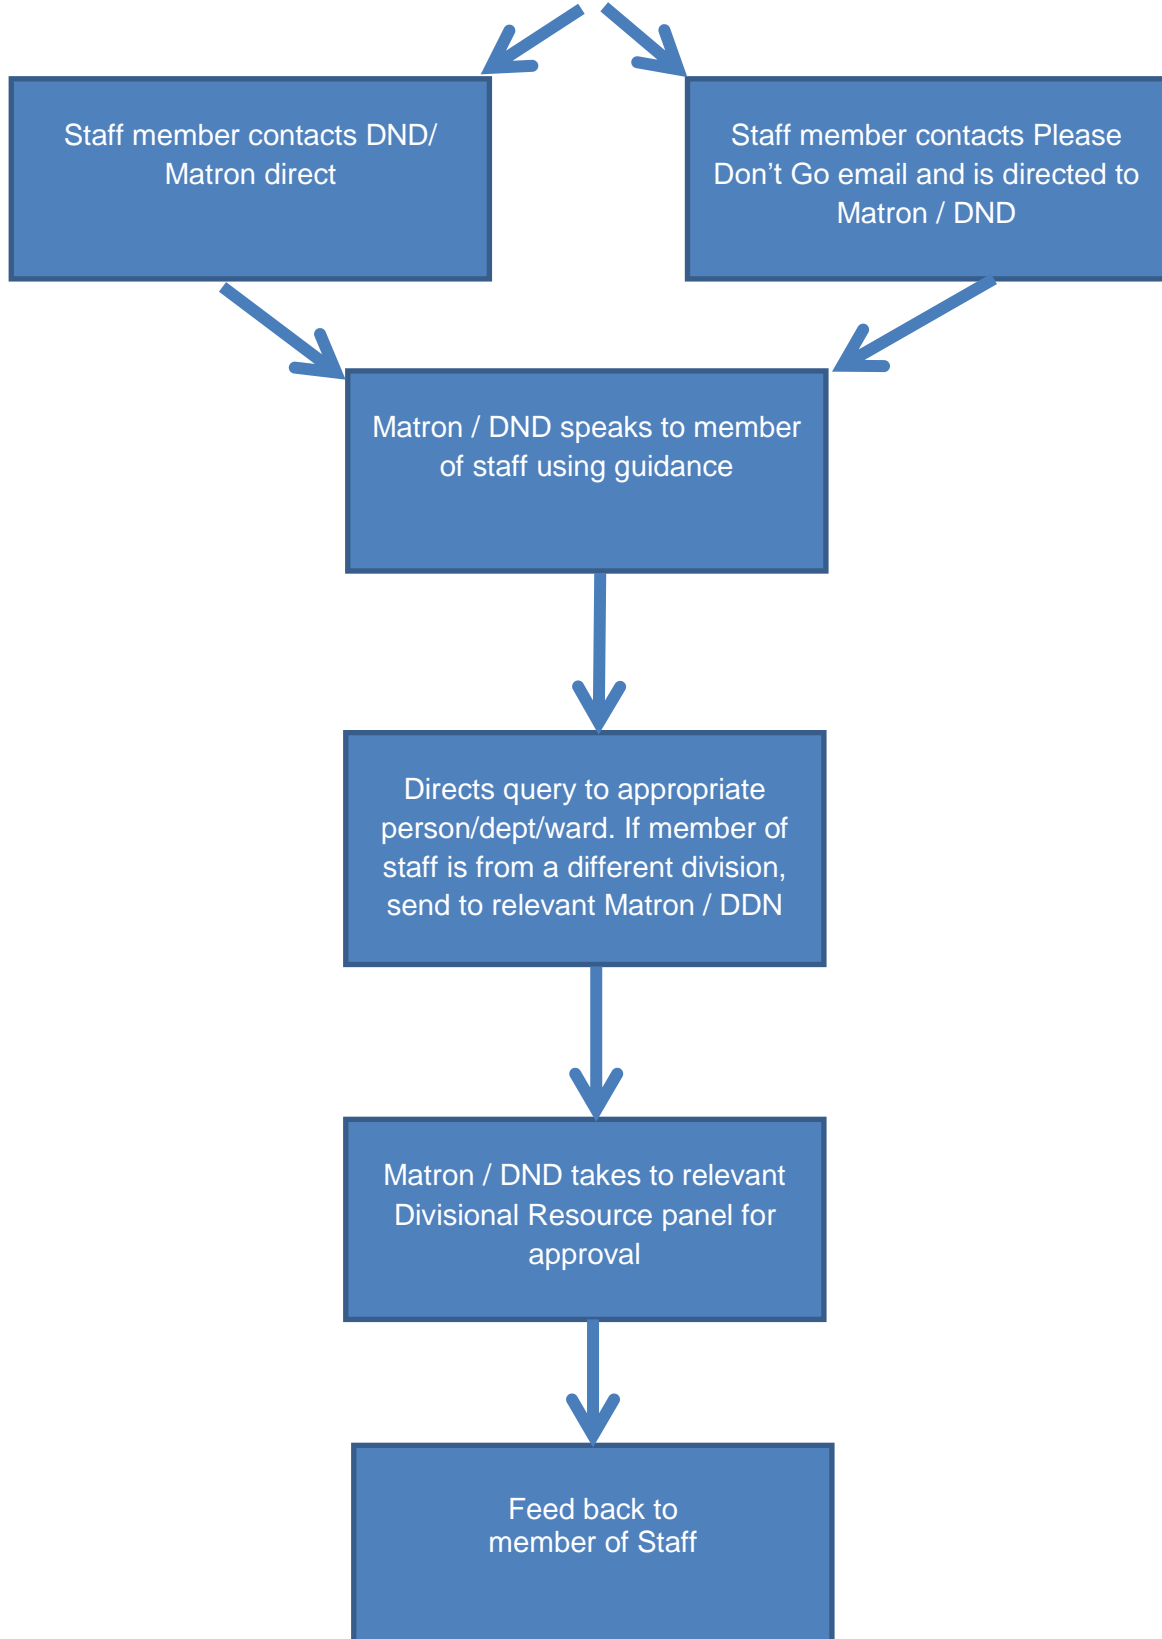 Staff member contacts DND/
Matron direct
Staff member contacts Please
Don't Go email and is directed to
Matron / DND
Matron / DND speaks to member
of staff using guidance
Directs query to appropriate
person/dept/ward. If member of
staff is from a different division,
send to relevant Matron / DDN
Matron / DND takes to relevant
Divisional Resource panel for
approval
Feed back to
member of Staff